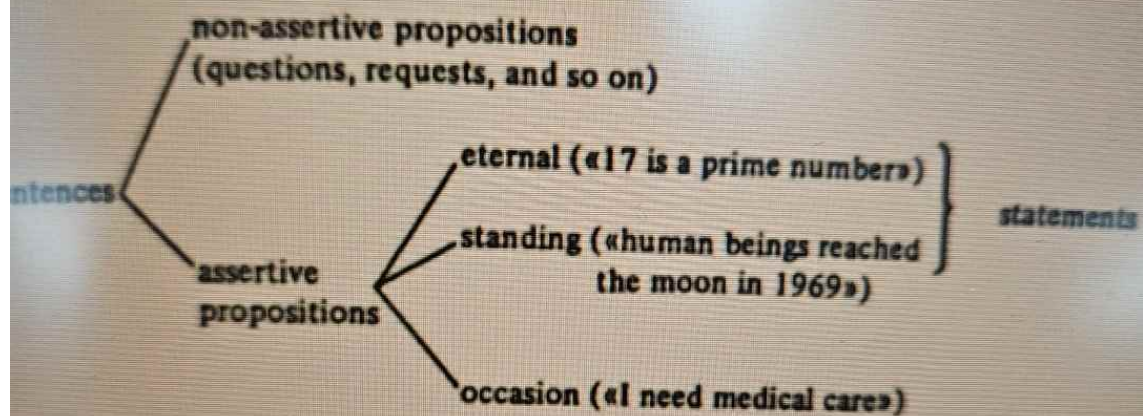 non-assertive propositions
(questions, requests, and so on)
eternal («17 is a prime number»)
ntences
statements
standing («human beings reached
the moon in 1969»)
assertive
propositions
occasion («I need medical care»)